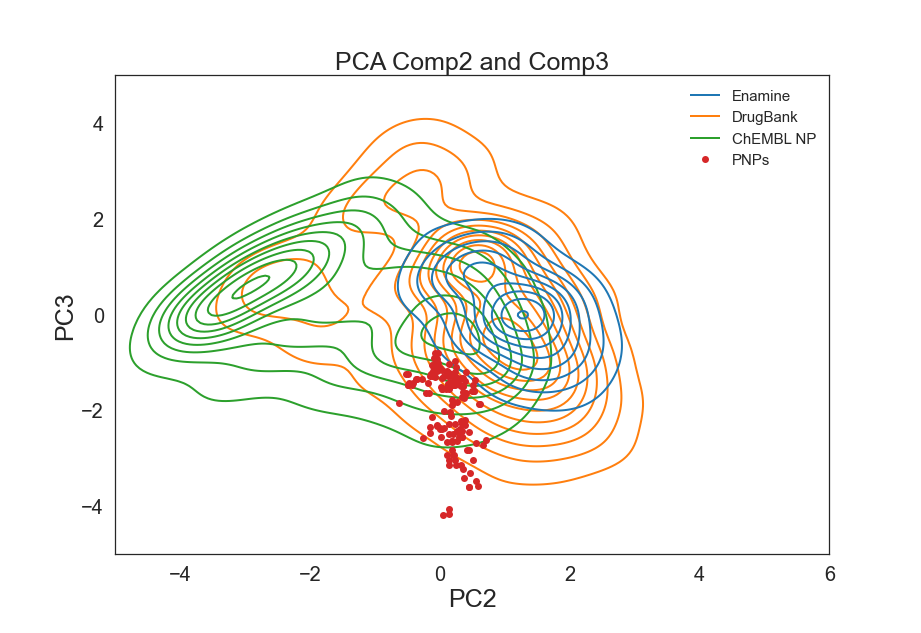 PCA Comp2 and Comp3
Enamine
DrugBank
ChEMBL NP
PNPs
4
2
0
−2
−4
PC3
−4
−2
0
2
4
6
PC2